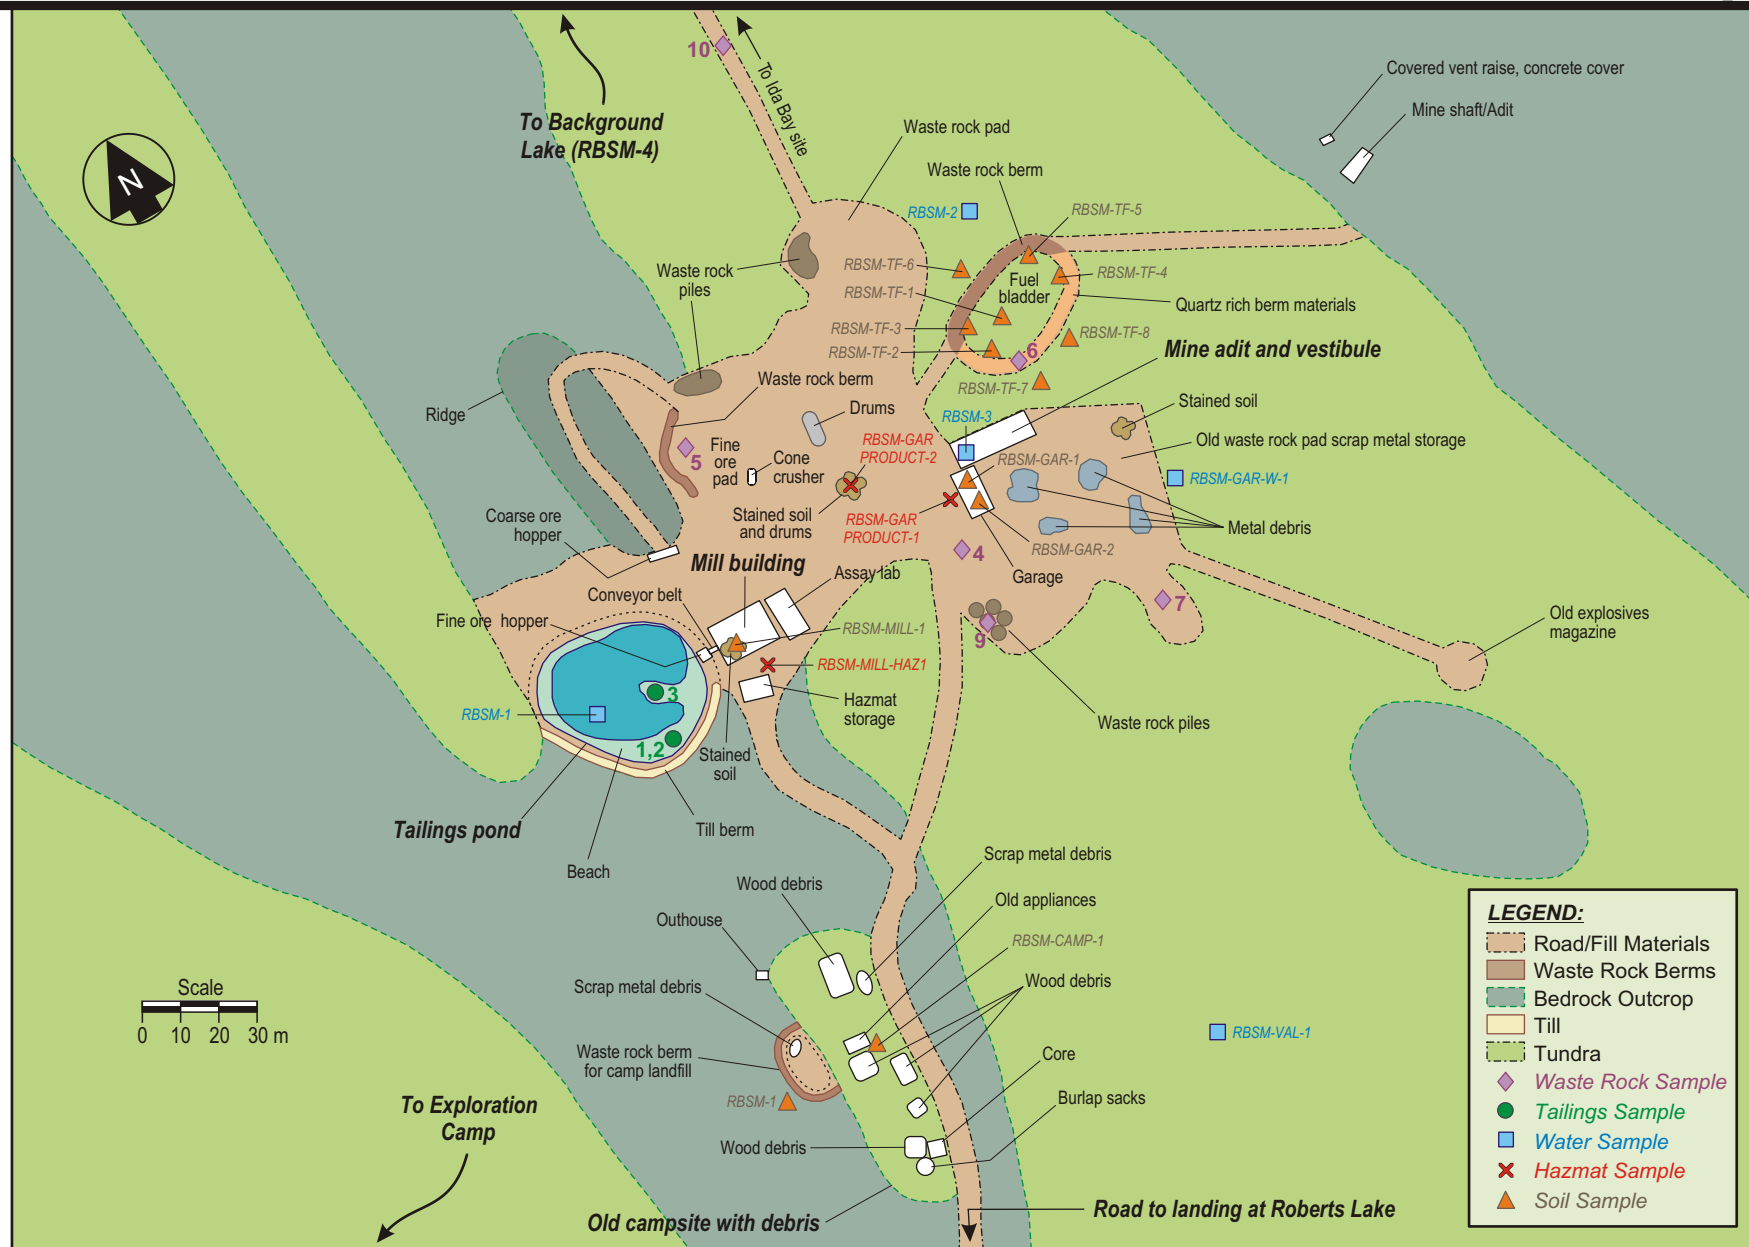 10
To Ida Bay site
To Background
Lake (RBSM-4)
N
Covered vent raise, concrete cover
Mine shaft/Adit
Waste rock pad
Waste rock berm
RBSM-2
RBSM-TF-5
RBSM-TF-6
Fuel
bladder
RBSM-TF-4
RBSM-TF-1
Quartz rich berm materials
RBSM-TF-3
RBSM-TF-8
RBSM-TF-2
6
Mine adit and vestibule
RBSM-TF-7
Waste rock
piles
Waste rock berm
Ridge
Drums
RBSM-3
Stained soil
Old waste rock pad scrap metal storage
5
Fine
ore
pad
Cone
crusher
RBSM-GAR
PRODUCT-2
RBSM-GAR-1
RBSM-GAR-W-1
Coarse ore
hopper
Stained soil
and drums
RBSM-GAR
PRODUCT-1
Metal debris
RBSM-GAR-2
4
Garage
Mill building
Assay lab
Conveyor belt
Fine ore hopper
RBSM-MILL-1
RBSM-MILL-HAZ1
9
7
Old explosives
magazine
3
RBSM-1
Hazmat
storage
Waste rock piles
1,2
Stained
soil
Tailings pond
Till berm
Beach
Scrap metal debris
Wood debris
Old appliances
Outhouse
RBSM-CAMP-1
Scrap metal debris
Wood debris
Waste rock berm
for camp landfill
Core
RBSM-VAL-1
Burlap sacks
RBSM-1
Wood debris
Scale
0 10 20 30 m
To Exploration
Camp
Old campsite with debris
Road to landing at Roberts Lake
LEGEND:
Road/Fill Materials
Waste Rock Berms
Bedrock Outcrop
Till
Tundra
Waste Rock Sample
Tailings Sample
Water Sample
Hazmat Sample
Soil Sample